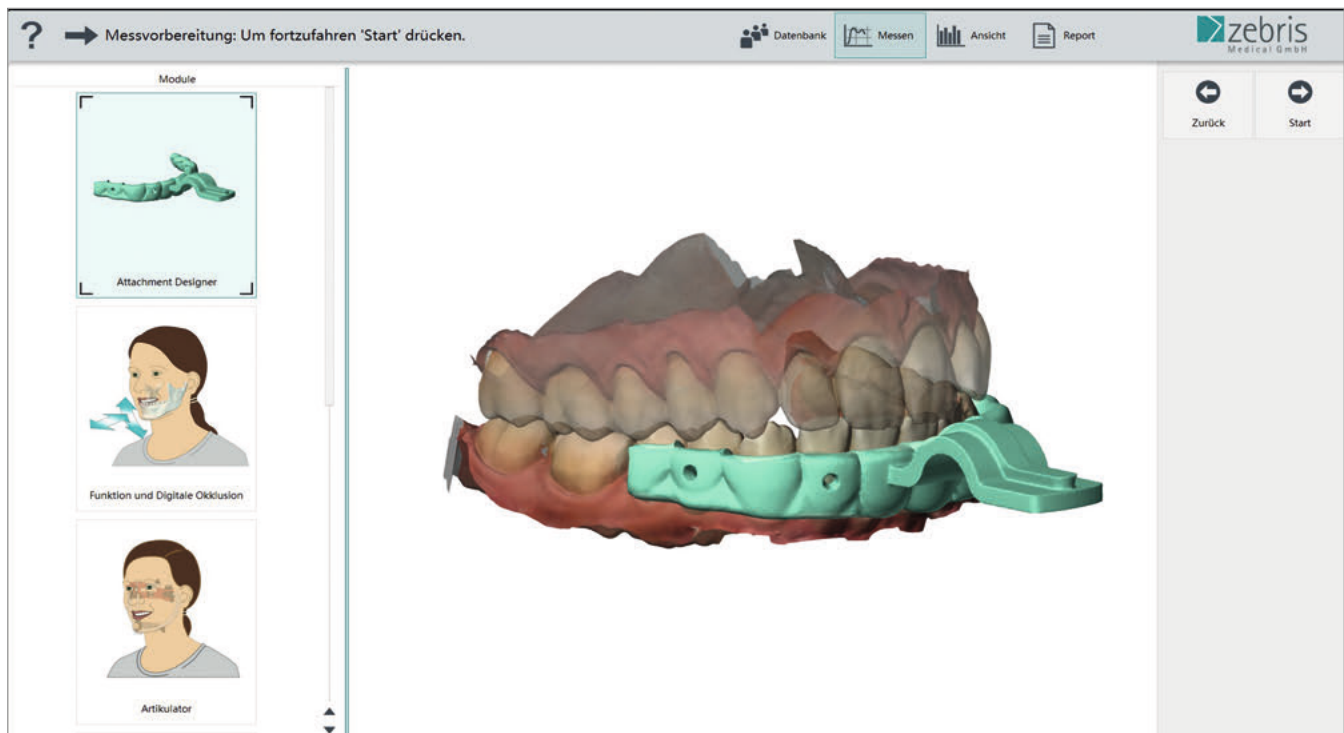 ? Messvorbereitung: Um fortzufahren 'Start' drücken.
Datenbank
Messen
Ansicht
Report
zebris
Medical GmbH
Module
Attachment Designer
Funktion und Digitale Okklusion
Artikulator
Zurück
Start